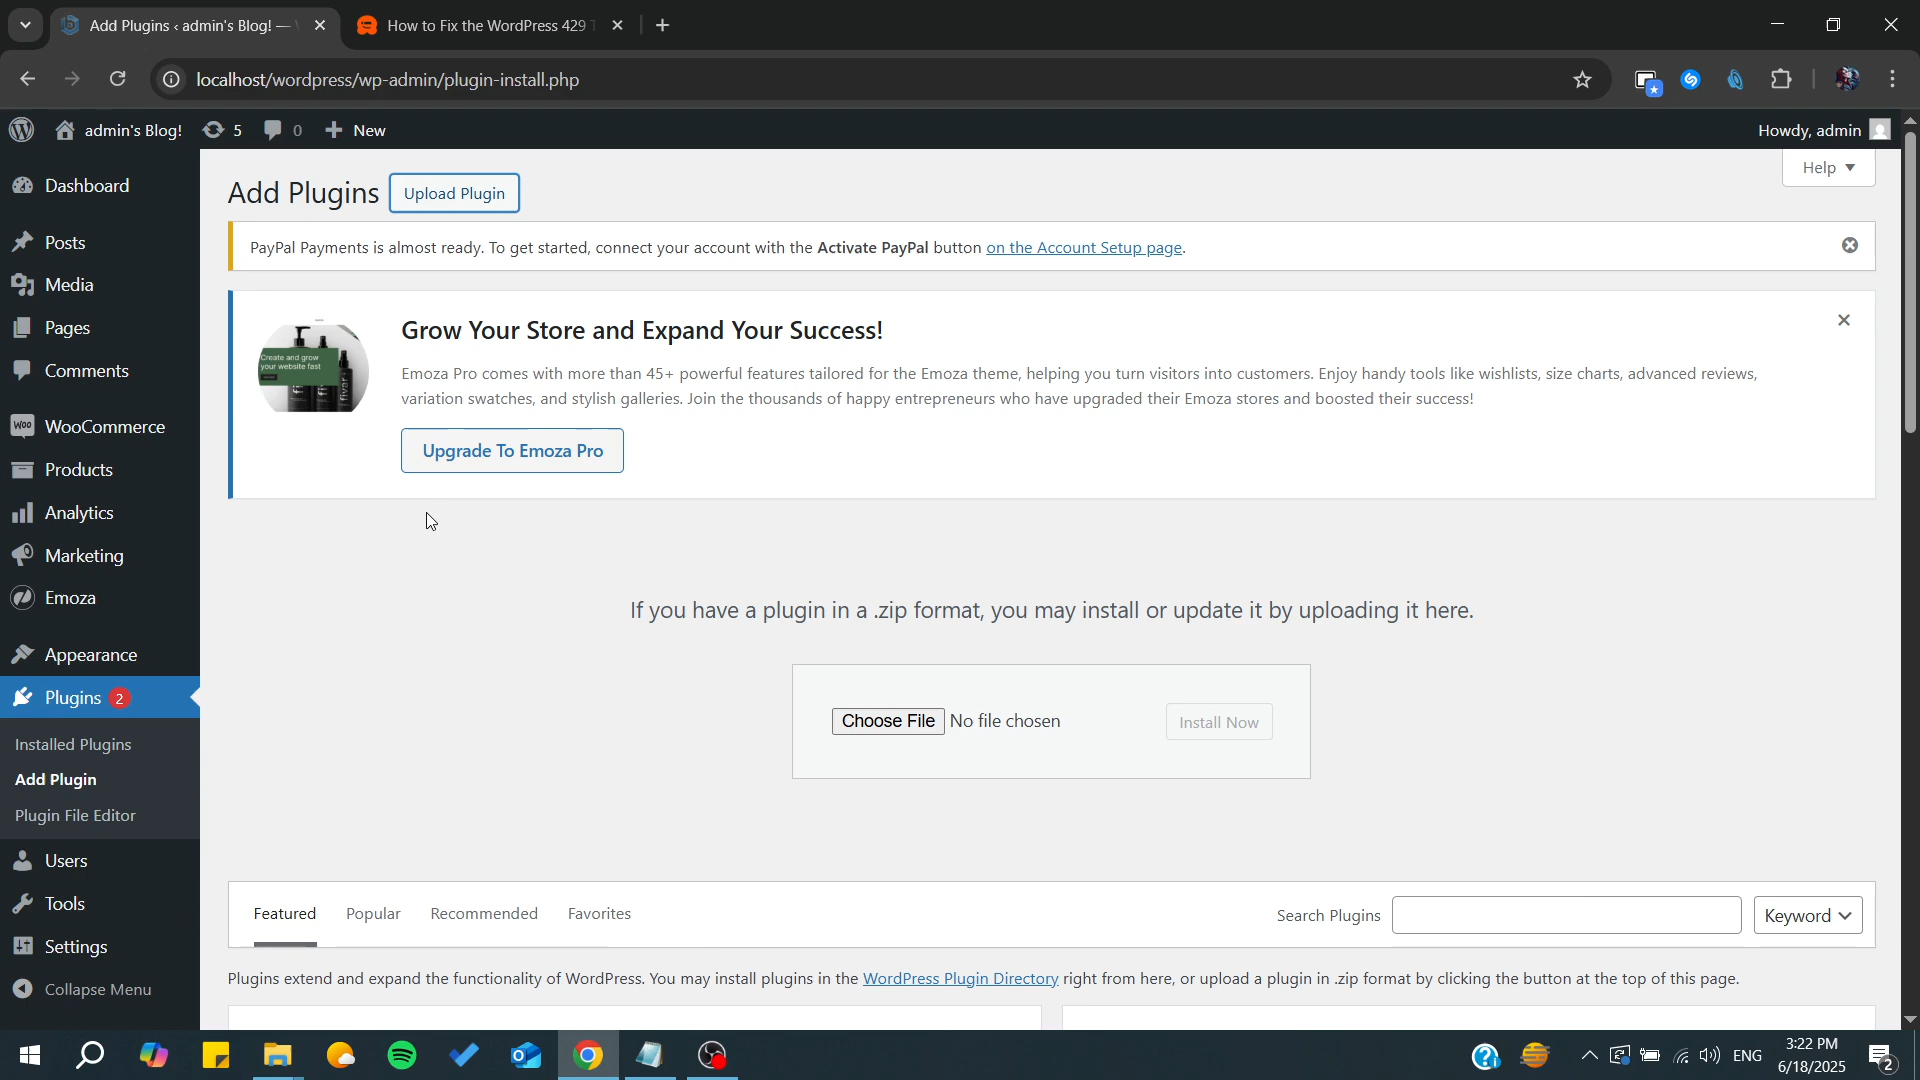 Add Plugins ‹ admin's Blog! —
How to Fix the WordPress 429
localhost/wordpress/wp-admin/plugin-install.php
admin's Blog!
5
0
New
Howdy, admin
Dashboard
Posts
Media
Pages
Comments
WooCommerce
Products
Analytics
Marketing
Emoza
Appearance
Plugins 2
Installed Plugins
Add Plugin
Plugin File Editor
Users
Tools
Settings
Collapse Menu
Help
Add Plugins
Upload Plugin
PayPal Payments is almost ready. To get started, connect your account with the Activate PayPal button on the Account Setup page.
Create and grow
your website fast
Grow Your Store and Expand Your Success!
Emoza Pro comes with more than 45+ powerful features tailored for the Emoza theme, helping you turn visitors into customers. Enjoy handy tools like wishlists, size charts, advanced reviews,
variation swatches, and stylish galleries. Join the thousands of happy entrepreneurs who have upgraded their Emoza stores and boosted their success!
Upgrade To Emoza Pro
If you have a plugin in a .zip format, you may install or update it by uploading it here.
Choose File No file chosen
Install Now
Featured
Popular
Recommended
Favorites
Search Plugins
Keyword
Plugins extend and expand the functionality of WordPress. You may install plugins in the WordPress Plugin Directory right from here, or upload a plugin in .zip format by clicking the button at the top of this page.
ENG
3:22 PM
6/18/2025
2